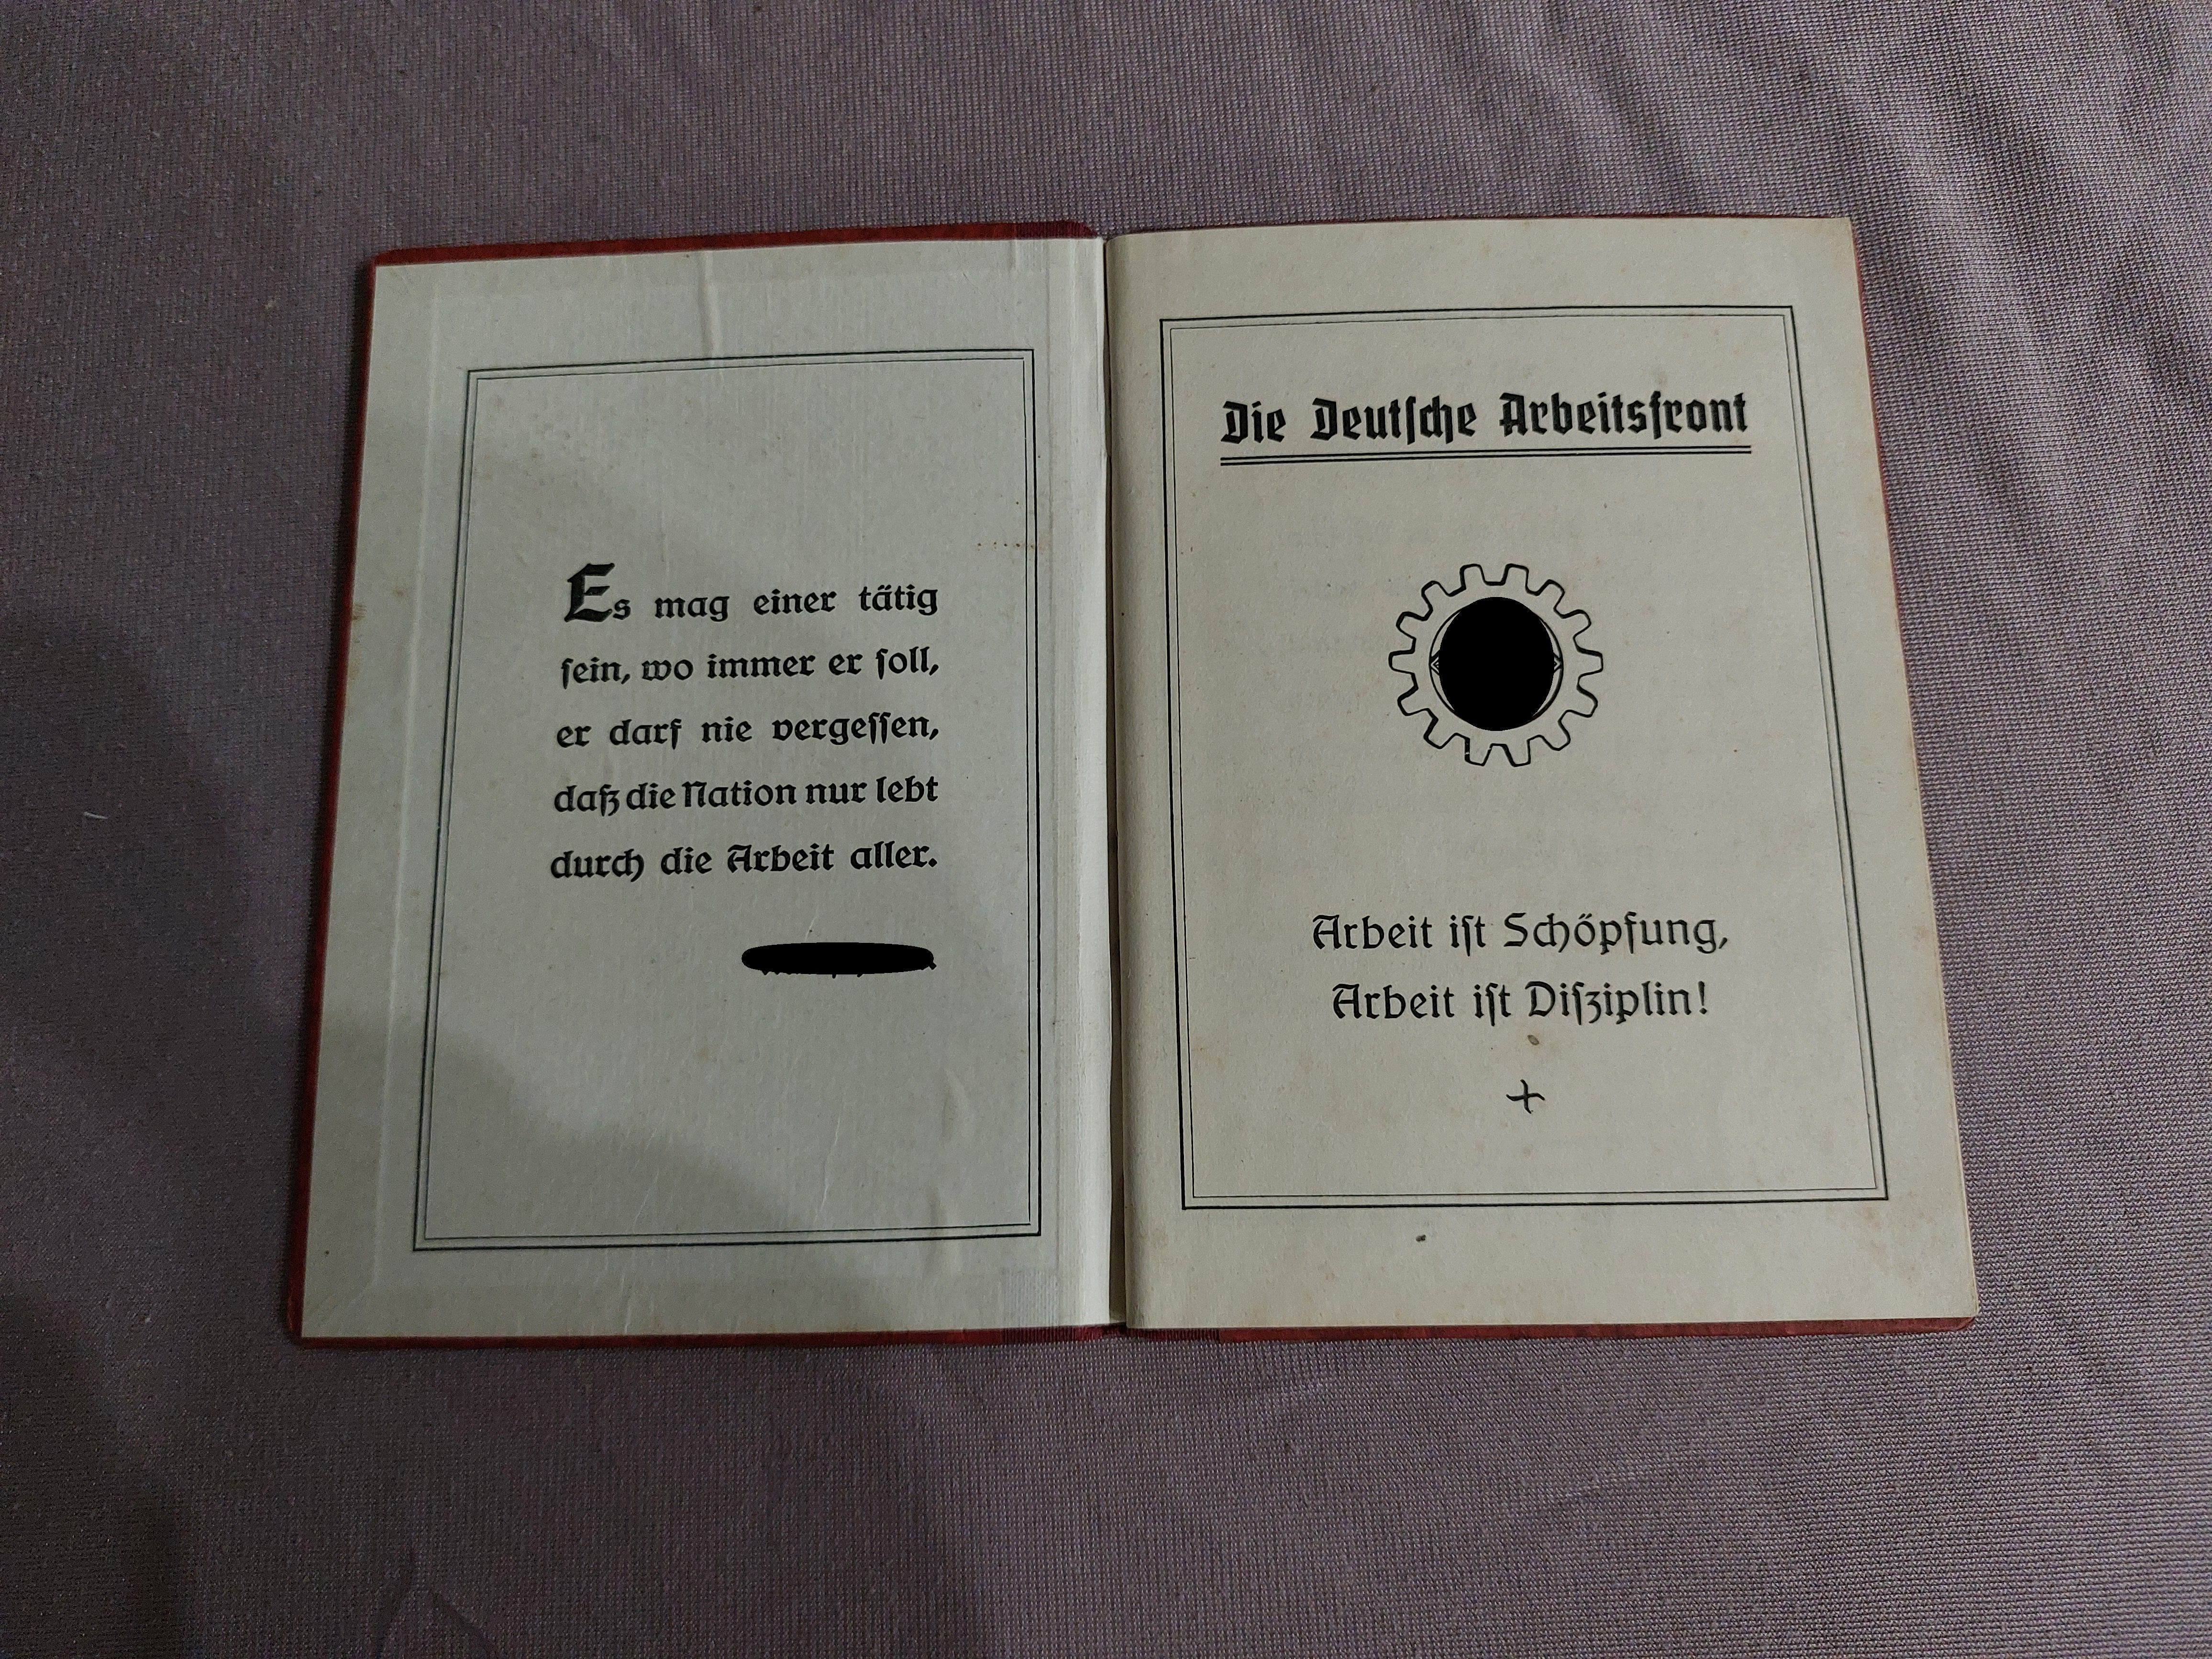 Es mag einer tätig
ſein, wo immer er ſoll,
er darf nie vergeſſen,
daß die Nation nur lebt
durch die Arbeit aller.
Die Deutſche Arbeitsfront
Arbeit iſt Schöpfung,
Arbeit iſt Diſziplin!